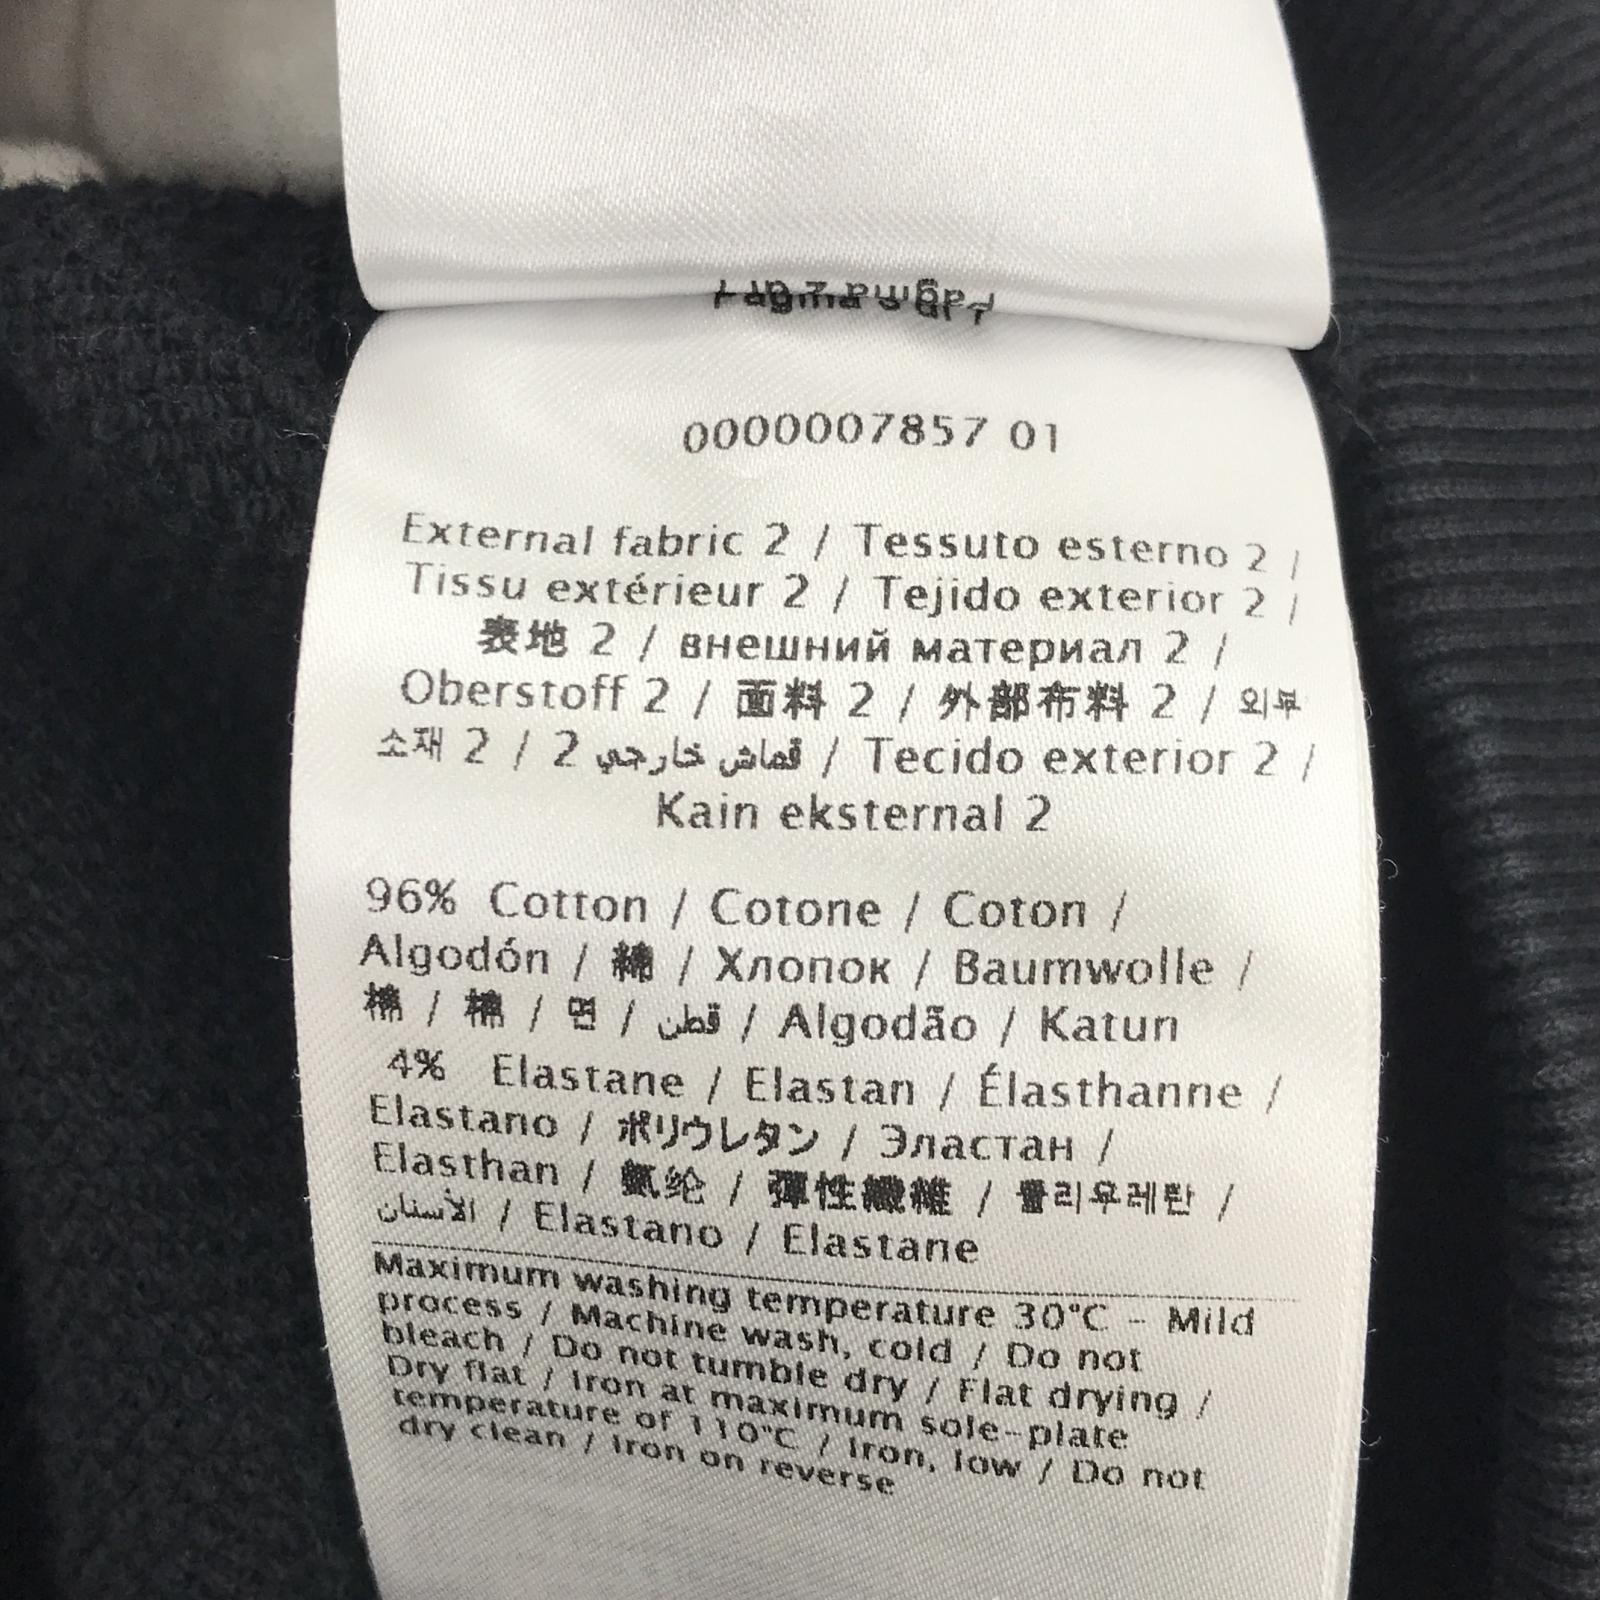 0000007857 01
External fabric 2 / Tessuto esterno 2 /
Tissu extérieur 2 / Tejido exterior 2 /
表地 2 / внешний материал 2 /
Oberstoff 2 / 面料 2 / 外部布料 2 / 외부
소재 2 / قماش خارجي 2 / Tecido exterior 2 /
Kain eksternal 2
96% Cotton / Cotone / Coton /
Algodón / 綿 / Хлопок / Baumwolle /
棉 / 棉 / 면 / قطن / Algodão / Katun
4% Elastane / Elastan / Élasthanne /
Elastano / ポリウレタン / Эластан /
Elasthan / 氨纶 / 彈性纖維 / 폴리우레탄 /
الأستان / Elastano / Elastane
Maximum washing temperature 30°C - Mild
process / Machine wash, cold / Do not
bleach / Do not tumble dry / Flat drying /
Dry flat / Iron at maximum sole-plate
temperature of 110°C / Iron, low / Do not
dry clean / Iron on reverse